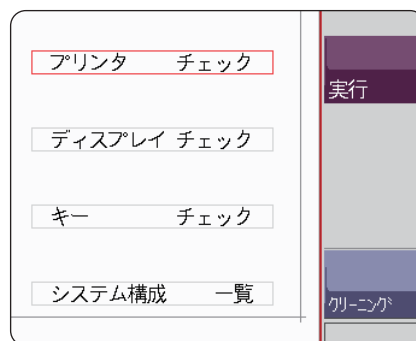 プリンタ チェック
実行
ディスプレイ チェック
キー チェック
システム構成 一覧
クリーニング